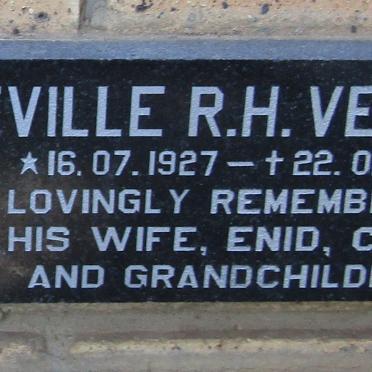 VILLE R.H. VE
★16.07.1927 – †22.0
LOVINGLY REMEMB
HIS WIFE, ENID, C
AND GRANDCHILD